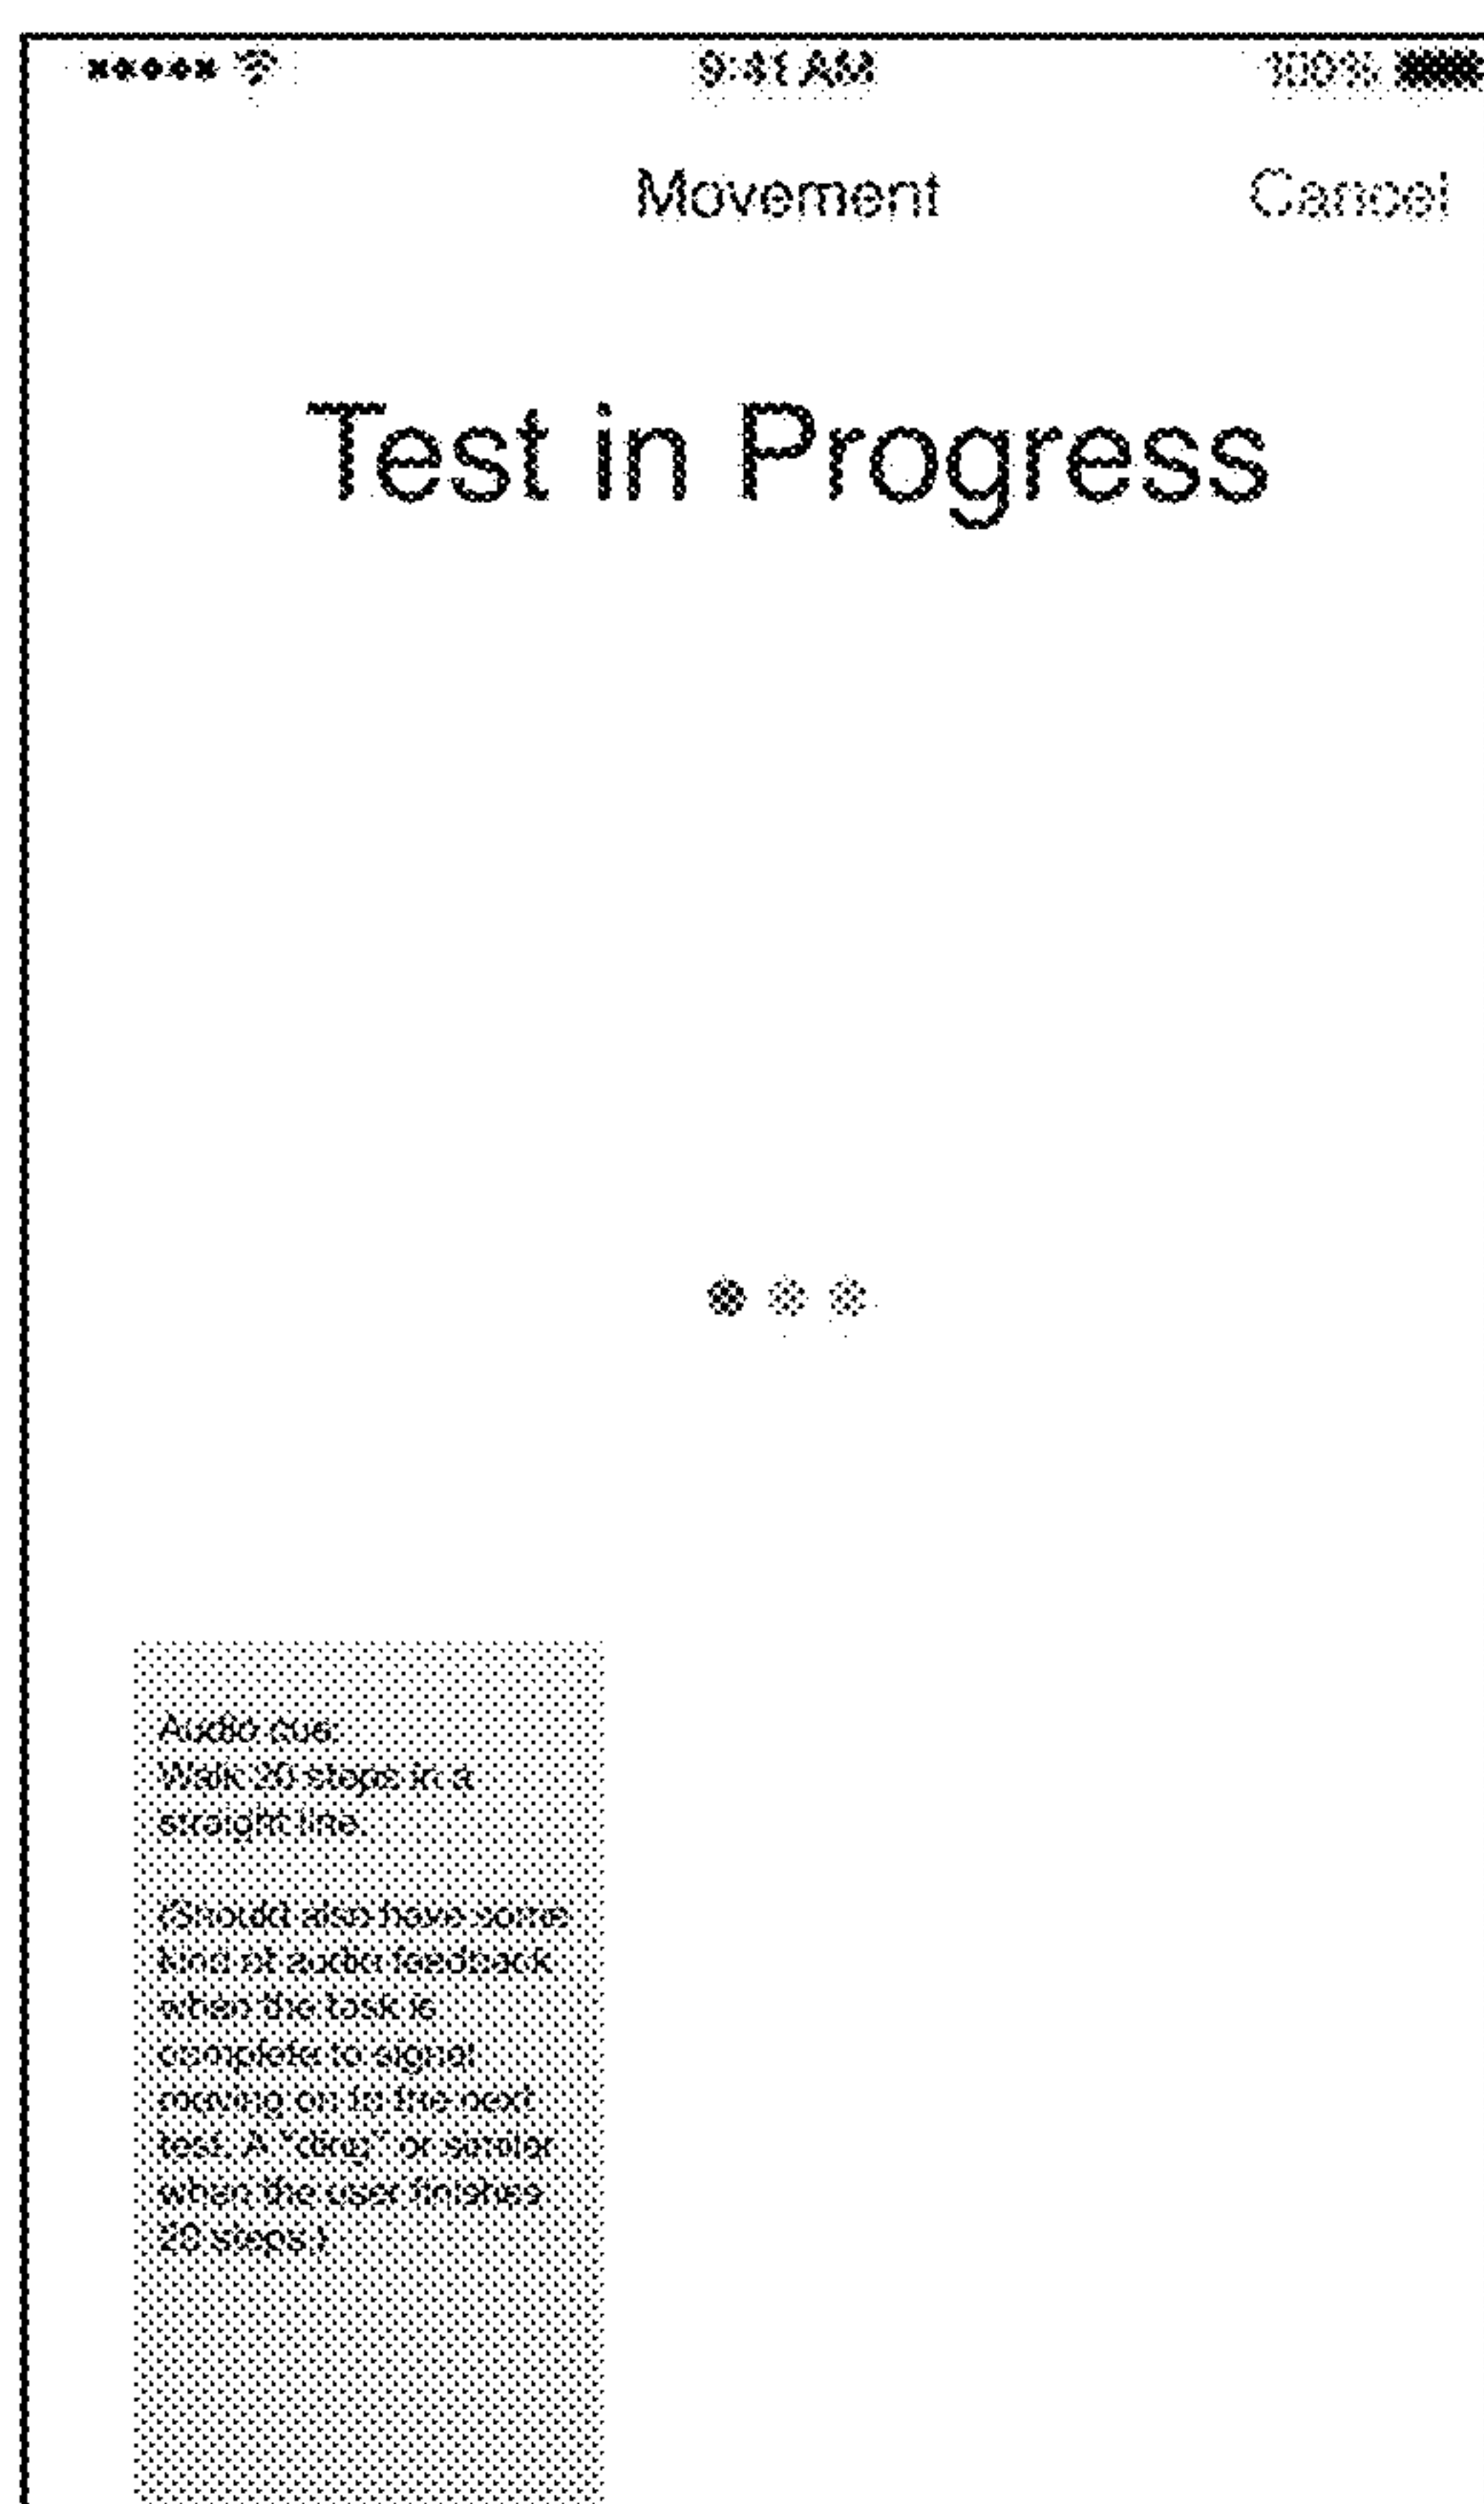 9:41 AM 100%
Movement Cancel
Test in Progress
Audio cue:
Walk 20 steps in a
straight line.
(Should also have some
kind of audio feedback
when the task is
complete to signal
moving on to the next
test. A "ding" or similar
when the user finishes
20 steps.)